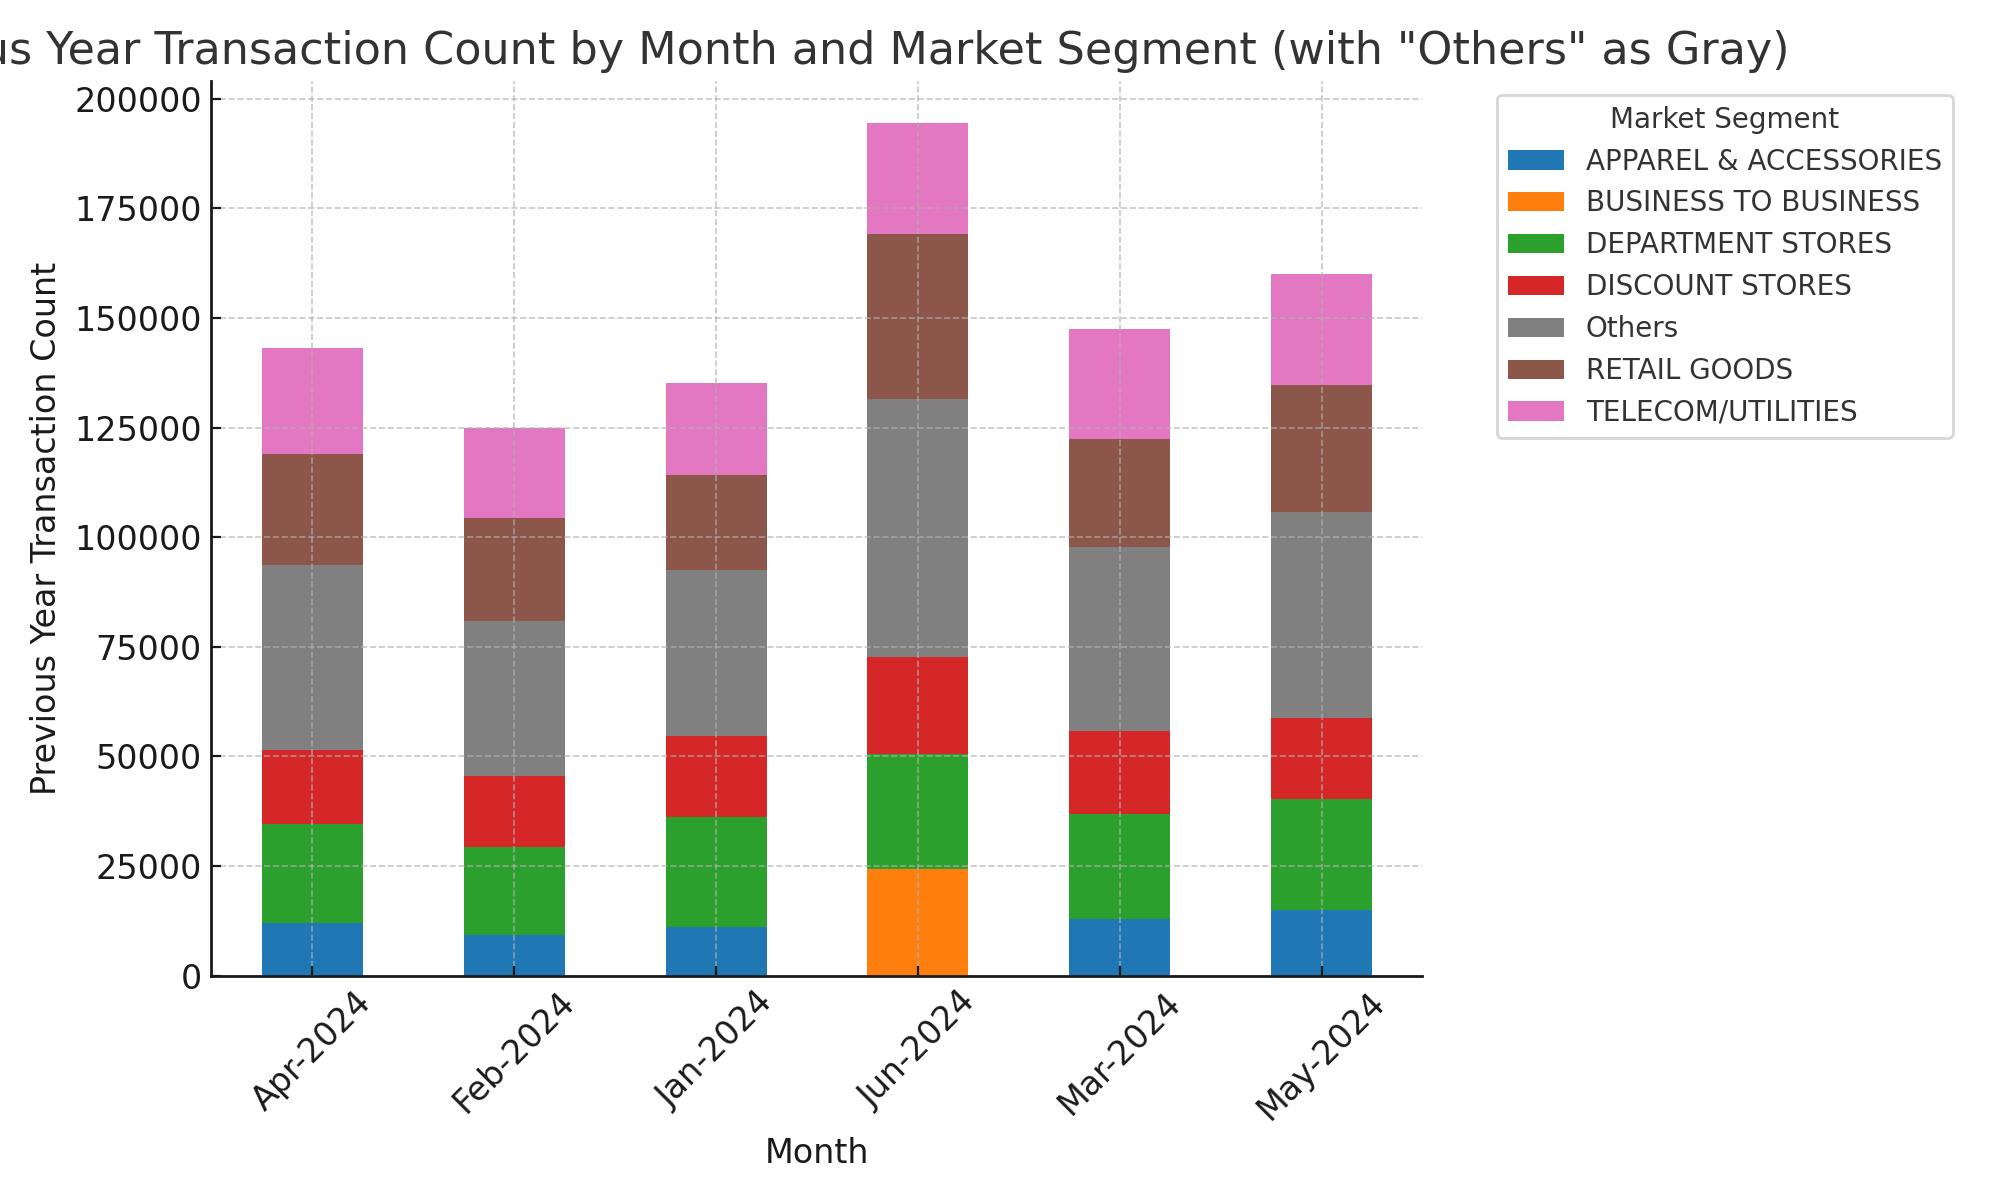 us Year Transaction Count by Month and Market Segment (with "Others" as Gray)
200000
175000
150000
125000
100000
75000
50000
25000
0
Previous Year Transaction Count
Apr-2024
Feb-2024
Jan-2024
Jun-2024
Mar-2024
May-2024
Month
Market Segment
APPAREL & ACCESSORIES
BUSINESS TO BUSINESS
DEPARTMENT STORES
DISCOUNT STORES
Others
RETAIL GOODS
TELECOM/UTILITIES